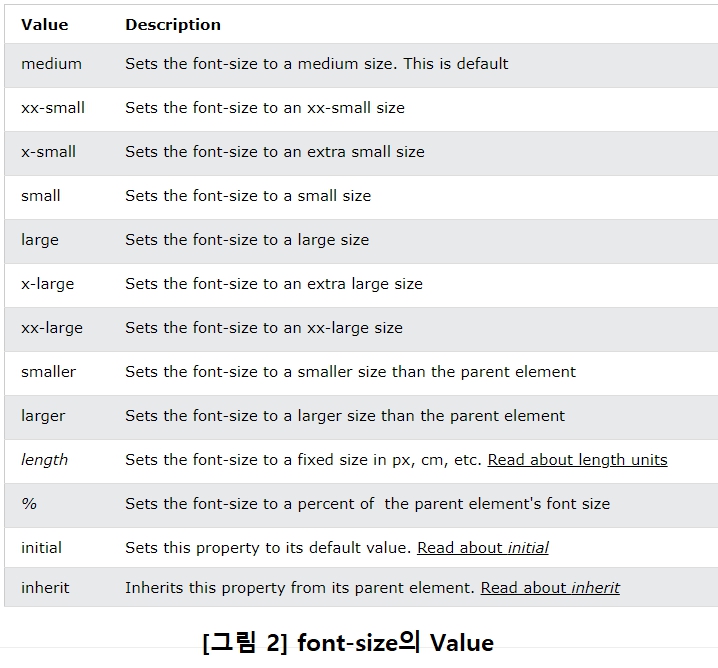 Value Description
medium Sets the font-size to a medium size. This is default
xx-small Sets the font-size to an xx-small size
x-small Sets the font-size to an extra small size
small Sets the font-size to a small size
large Sets the font-size to a large size
x-large Sets the font-size to an extra large size
xx-large Sets the font-size to an xx-large size
smaller Sets the font-size to a smaller size than the parent element
larger Sets the font-size to a larger size than the parent element
length Sets the font-size to a fixed size in px, cm, etc. Read about length units
% Sets the font-size to a percent of  the parent element's font size
initial Sets this property to its default value. Read about initial
inherit Inherits this property from its parent element. Read about inherit
[그림 2] font-size의 Value